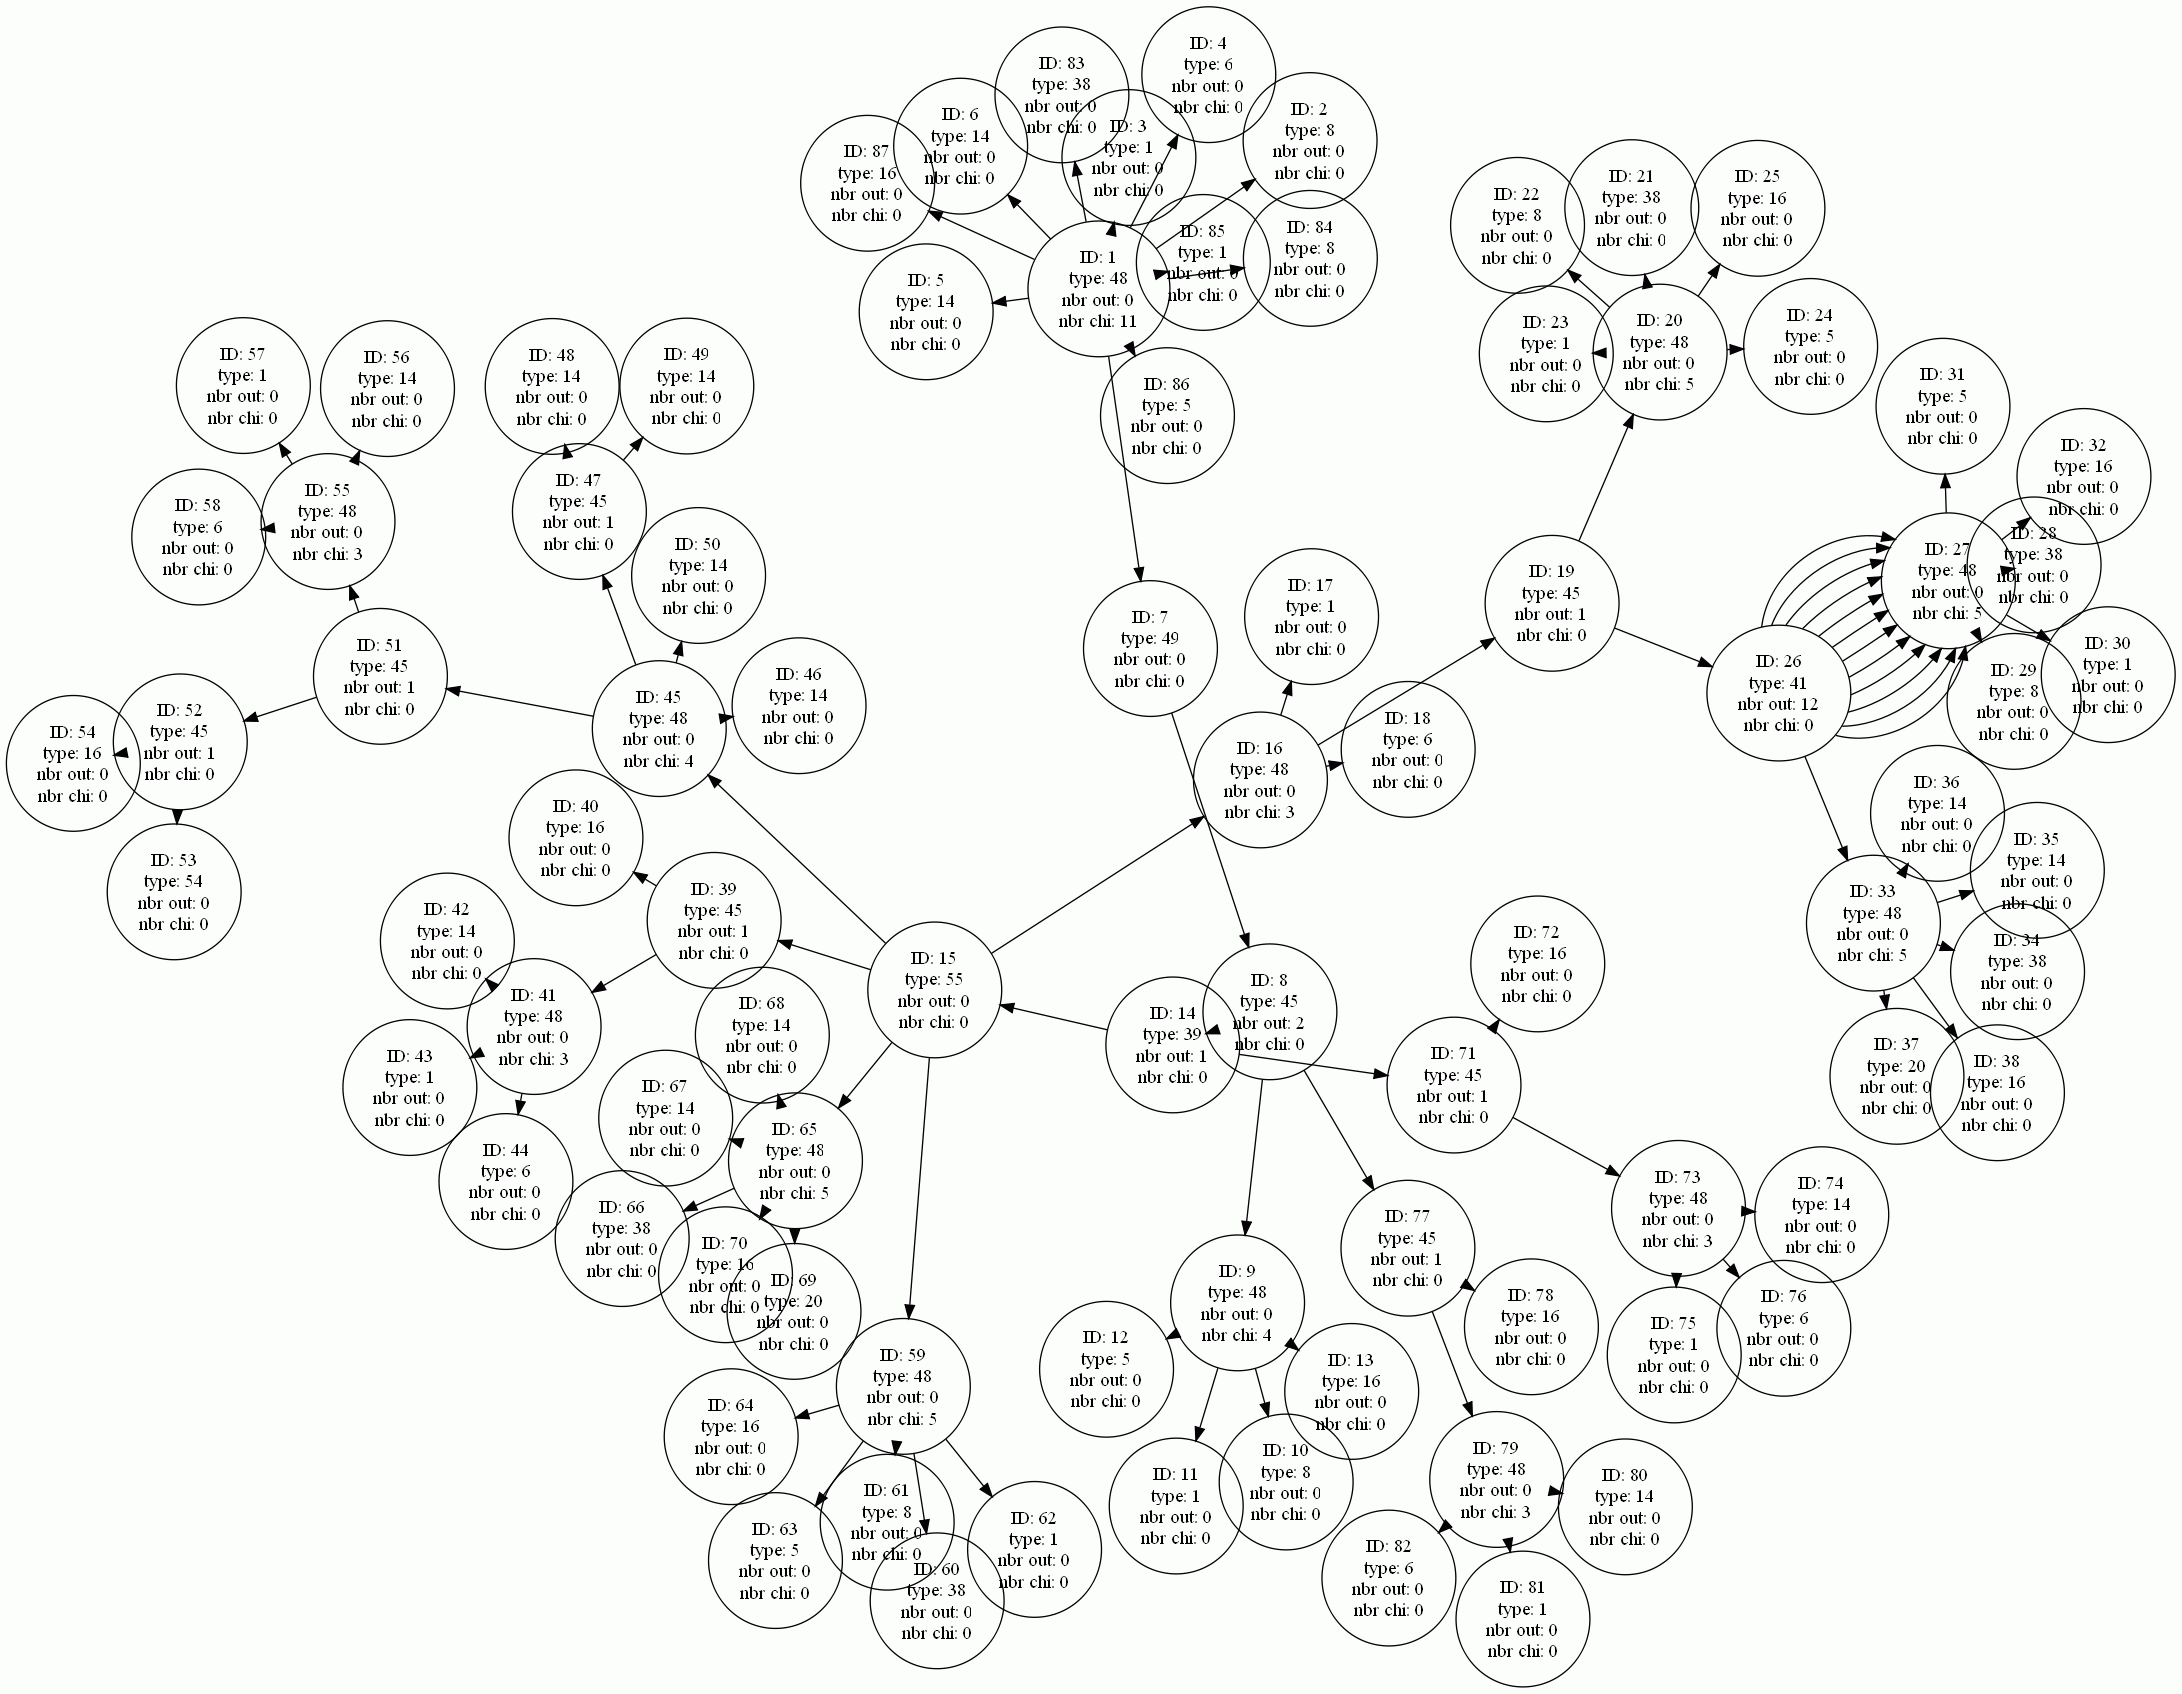 ID: 4
type: 6
nbr out: 0
nbr chi: 0
ID: 83
type: 38
nbr out: 0
nbr chi: 0
ID: 2
type: 8
nbr out: 0
nbr chi: 0
ID: 6
type: 14
nbr out: 0
nbr chi: 0
ID: 3
type: 1
nbr out: 0
nbr chi: 0
ID: 87
type: 16
nbr out: 0
nbr chi: 0
ID: 85
type: 1
nbr out: 0
nbr chi: 0
ID: 84
type: 8
nbr out: 0
nbr chi: 0
ID: 1
type: 48
nbr out: 0
nbr chi: 11
ID: 5
type: 14
nbr out: 0
nbr chi: 0
ID: 86
type: 5
nbr out: 0
nbr chi: 0
ID: 22
type: 8
nbr out: 0
nbr chi: 0
ID: 21
type: 38
nbr out: 0
nbr chi: 0
ID: 25
type: 16
nbr out: 0
nbr chi: 0
ID: 23
type: 1
nbr out: 0
nbr chi: 0
ID: 20
type: 48
nbr out: 0
nbr chi: 5
ID: 24
type: 5
nbr out: 0
nbr chi: 0
ID: 31
type: 5
nbr out: 0
nbr chi: 0
ID: 32
type: 16
nbr out: 0
nbr chi: 0
ID: 57
type: 1
nbr out: 0
nbr chi: 0
ID: 56
type: 14
nbr out: 0
nbr chi: 0
ID: 48
type: 14
nbr out: 0
nbr chi: 0
ID: 49
type: 14
nbr out: 0
nbr chi: 0
ID: 58
type: 6
nbr out: 0
nbr chi: 0
ID: 55
type: 48
nbr out: 0
nbr chi: 3
ID: 47
type: 45
nbr out: 1
nbr chi: 0
ID: 50
type: 14
nbr out: 0
nbr chi: 0
ID: 51
type: 45
nbr out: 1
nbr chi: 0
ID: 45
type: 48
nbr out: 0
nbr chi: 4
ID: 46
type: 14
nbr out: 0
nbr chi: 0
ID: 54
type: 16
nbr out: 0
nbr chi: 0
ID: 52
type: 45
nbr out: 1
nbr chi: 0
ID: 53
type: 54
nbr out: 0
nbr chi: 0
ID: 7
type: 49
nbr out: 0
nbr chi: 0
ID: 17
type: 1
nbr out: 0
nbr chi: 0
ID: 16
type: 48
nbr out: 0
nbr chi: 3
ID: 18
type: 6
nbr out: 0
nbr chi: 0
ID: 19
type: 45
nbr out: 1
nbr chi: 0
ID: 27
type: 48
nbr out: 0
nbr chi: 5
ID: 28
type: 38
nbr out: 0
nbr chi: 0
ID: 26
type: 41
nbr out: 12
nbr chi: 0
ID: 29
type: 8
nbr out: 0
nbr chi: 0
ID: 30
type: 1
nbr out: 0
nbr chi: 0
ID: 36
type: 14
nbr out: 0
nbr chi: 0
ID: 35
type: 14
nbr out: 0
nbr chi: 0
ID: 33
type: 48
nbr out: 0
nbr chi: 5
ID: 34
type: 38
nbr out: 0
nbr chi: 0
ID: 37
type: 20
nbr out: 0
nbr chi: 0
ID: 38
type: 16
nbr out: 0
nbr chi: 0
ID: 40
type: 16
nbr out: 0
nbr chi: 0
ID: 39
type: 45
nbr out: 1
nbr chi: 0
ID: 42
type: 14
nbr out: 0
nbr chi: 0
ID: 41
type: 48
nbr out: 0
nbr chi: 3
ID: 43
type: 1
nbr out: 0
nbr chi: 0
ID: 44
type: 6
nbr out: 0
nbr chi: 0
ID: 15
type: 55
nbr out: 0
nbr chi: 0
ID: 14
type: 39
nbr out: 1
nbr chi: 0
ID: 8
type: 45
nbr out: 2
nbr chi: 0
ID: 72
type: 16
nbr out: 0
nbr chi: 0
ID: 71
type: 45
nbr out: 1
nbr chi: 0
ID: 68
type: 14
nbr out: 0
nbr chi: 0
ID: 67
type: 14
nbr out: 0
nbr chi: 0
ID: 65
type: 48
nbr out: 0
nbr chi: 5
ID: 66
type: 38
nbr out: 0
nbr chi: 0
ID: 70
type: 16
nbr out: 0
nbr chi: 0
ID: 69
type: 20
nbr out: 0
nbr chi: 0
ID: 73
type: 48
nbr out: 0
nbr chi: 3
ID: 74
type: 14
nbr out: 0
nbr chi: 0
ID: 75
type: 1
nbr out: 0
nbr chi: 0
ID: 76
type: 6
nbr out: 0
nbr chi: 0
ID: 77
type: 45
nbr out: 1
nbr chi: 0
ID: 78
type: 16
nbr out: 0
nbr chi: 0
ID: 9
type: 48
nbr out: 0
nbr chi: 4
ID: 12
type: 5
nbr out: 0
nbr chi: 0
ID: 13
type: 16
nbr out: 0
nbr chi: 0
ID: 11
type: 1
nbr out: 0
nbr chi: 0
ID: 10
type: 8
nbr out: 0
nbr chi: 0
ID: 59
type: 48
nbr out: 0
nbr chi: 5
ID: 64
type: 16
nbr out: 0
nbr chi: 0
ID: 63
type: 5
nbr out: 0
nbr chi: 0
ID: 61
type: 8
nbr out: 0
nbr chi: 0
ID: 60
type: 38
nbr out: 0
nbr chi: 0
ID: 62
type: 1
nbr out: 0
nbr chi: 0
ID: 79
type: 48
nbr out: 0
nbr chi: 3
ID: 80
type: 14
nbr out: 0
nbr chi: 0
ID: 82
type: 6
nbr out: 0
nbr chi: 0
ID: 81
type: 1
nbr out: 0
nbr chi: 0